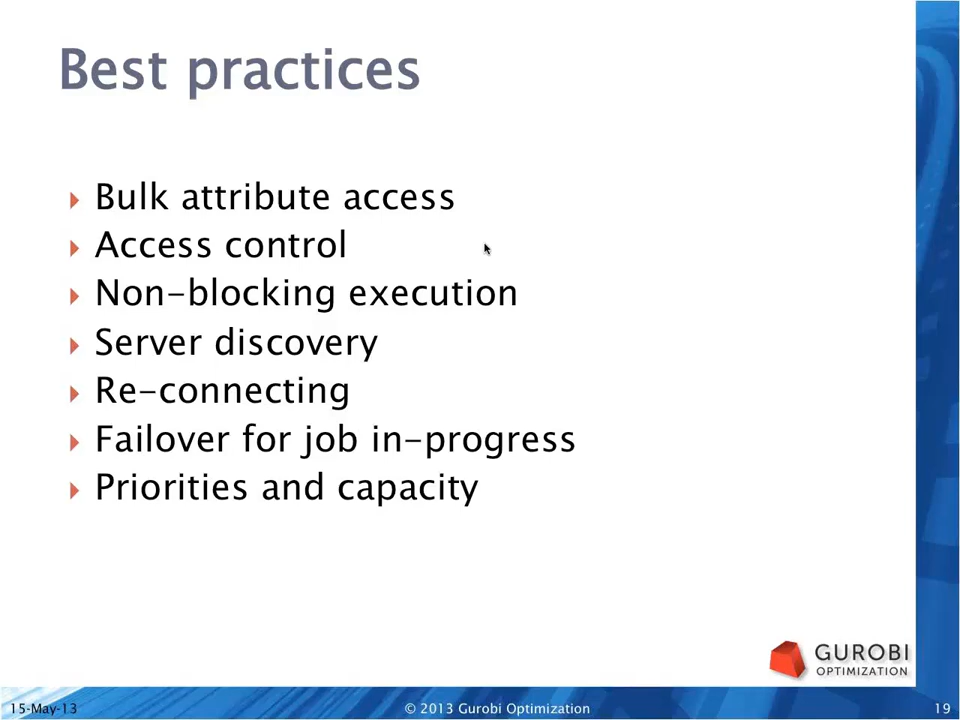 Best practices
Bulk attribute access
Access control
Non-blocking execution
Server discovery
Re-connecting
Failover for job in-progress
Priorities and capacity
GUROBI
OPTIMIZATION
15-May-13
© 2013 Gurobi Optimization
19